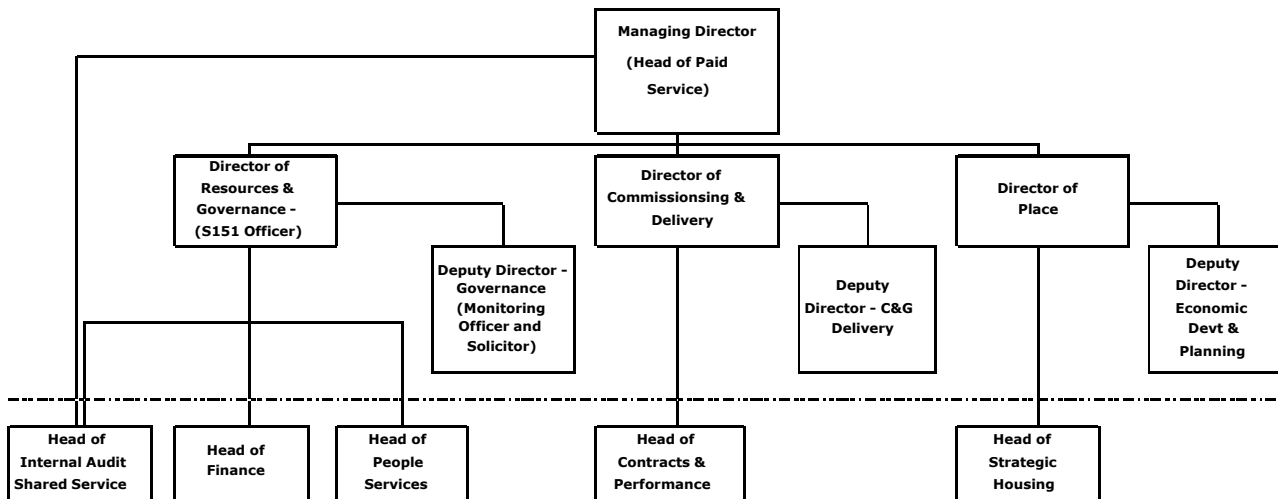 Managing Director
(Head of Paid
Service)
Director of
Resources &
Governance -
(S151 Officer)
Director of
Commissionsing &
Delivery
Director of
Place
Deputy Director -
Governance
(Monitoring
Officer and
Solicitor)
Deputy
Director - C&G
Delivery
Deputy
Director -
Economic
Devt &
Planning
Head of
Internal Audit
Shared Service
Head of
Finance
Head of
People
Services
Head of
Contracts &
Performance
Head of
Strategic
Housing